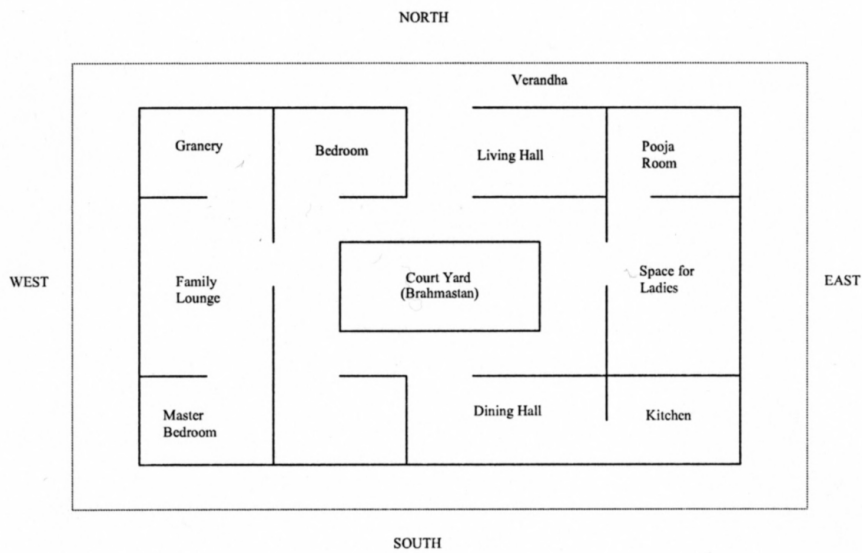 NORTH
Verandha
Granery
Bedroom
Living Hall
Pooja
Room
WEST
Family
Lounge
Court Yard
(Brahmastan)
Space for
Ladies
EAST
Master
Bedroom
Dining Hall
Kitchen
SOUTH